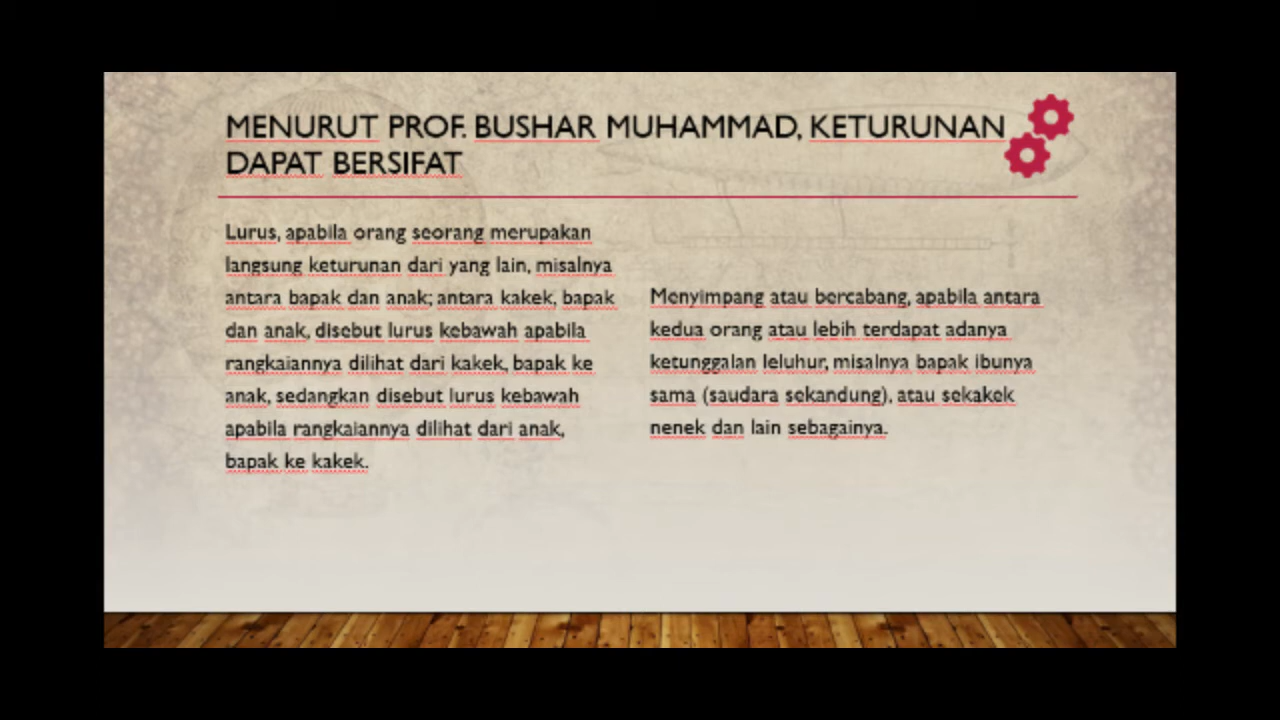 MENURUT PROF. BUSHAR MUHAMMAD, KETURUNAN
DAPAT BERSIFAT
Lurus, apabila orang seorang merupakan
langsung keturunan dari yang lain, misalnya
antara bapak dan anak; antara kakek, bapak
dan anak, disebut lurus kebawah apabila
rangkaiannya dilihat dari kakek, bapak ke
anak, sedangkan disebut lurus kebawah
apabila rangkaiannya dilihat dari anak,
bapak ke kakek.
Menyimpang atau bercabang, apabila antara
kedua orang atau lebih terdapat adanya
ketunggalan leluhur, misalnya bapak ibunya
sama (saudara sekandung), atau sekakek
nenek dan lain sebagainya.